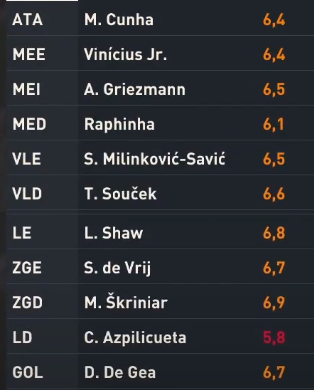 ATA M. Cunha 6,4
MEE Vinícius Jr. 6,4
MEI A. Griezmann 6,5
MED Raphinha 6,1
VLE S. Milinković-Savić 6,5
VLD T. Souček 6,6
LE L. Shaw 6,8
ZGE S. de Vrij 6,7
ZGD M. Škriniar 6,9
LD C. Azpilicueta 5,8
GOL D. De Gea 6,7